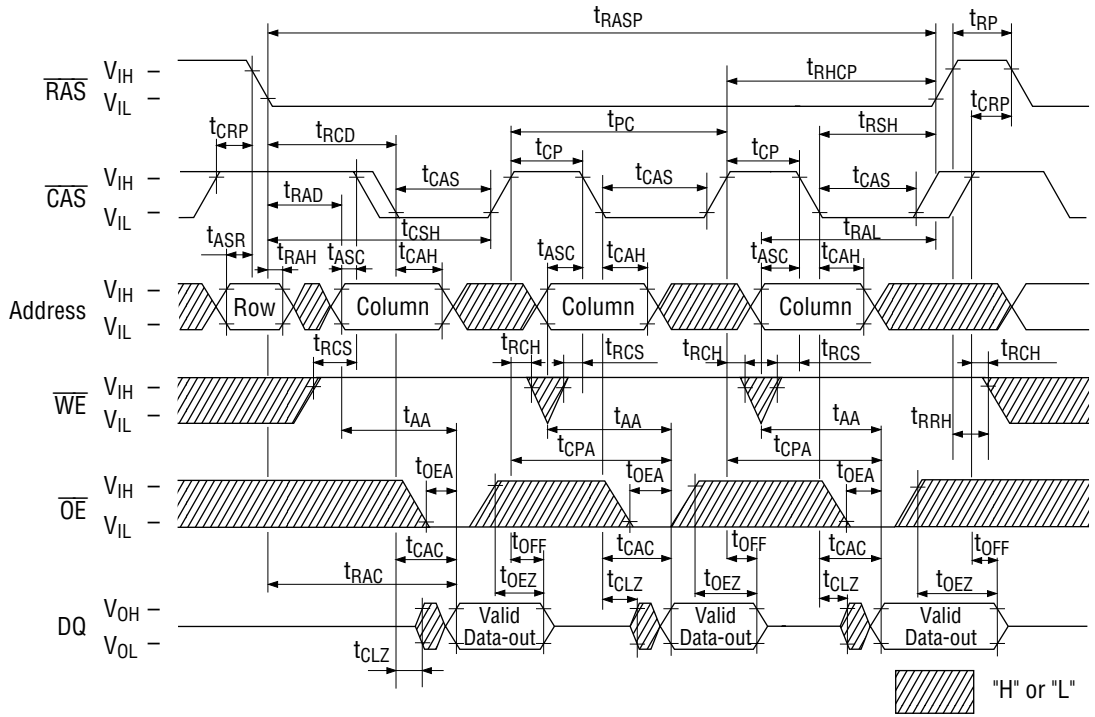 tRASP tRP
RAS VIH VIL
tRHCP
tCRP tRCD tPC tRSH tCRP
CAS VIH VIL
tRAD tCAS tCP tCAS tCP tCAS
tCSH tRAL
tASR tRAH tASC tCAH tASC tCAH tASC tCAH
Address VIH VIL
Row Column Column Column
tRCS tRCH tRCS tRCH tRCS tRCH
WE VIH VIL
tAA tAA tAA tRRH
tCPA tCPA
tOEA tOEA tOEA
OE VIH VIL
tCAC tOFF tCAC tOFF tCAC tOFF
tRAC tOEZ tCLZ tOEZ tCLZ tOEZ
DQ VOH VOL
Valid Data-out Valid Data-out Valid Data-out
tCLZ
"H" or "L"